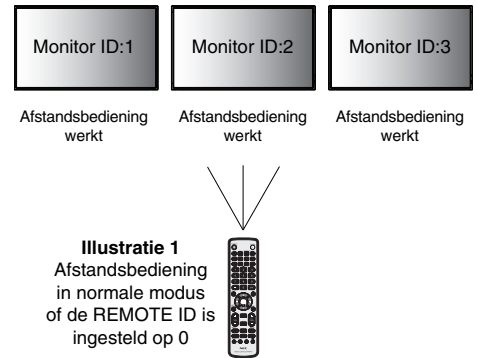 Monitor ID:1
Monitor ID:2
Monitor ID:3
Afstandsbediening
werkt
Afstandsbediening
werkt
Afstandsbediening
werkt
Illustratie 1
Afstandsbediening
in normale modus
of de REMOTE ID is
ingesteld op 0